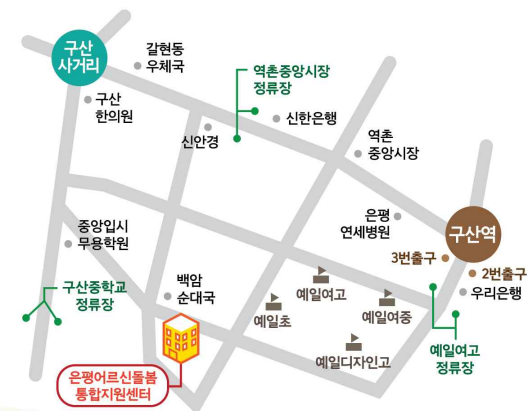 구산
사거리
갈현동
우체국
구산
한의원
역촌중앙시장
정류장
신한은행
신안경
역촌
중앙시장
은평
연세병원
구산역
3번출구
2번출구
우리은행
중앙입시
무용학원
구산중학교
정류장
백암
순대국
예일초
예일여고
예일여중
예일디자인고
예일여고
정류장
은평어르신돌봄
통합지원센터